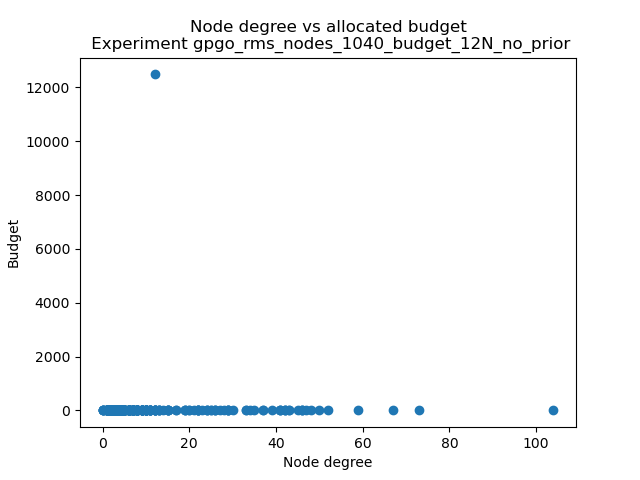 Node degree vs allocated budget
Experiment gpgo_rms_nodes_1040_budget_12N_no_prior
12000
10000
8000
6000
4000
2000
0
Budget
0 20 40 60 80 100
Node degree